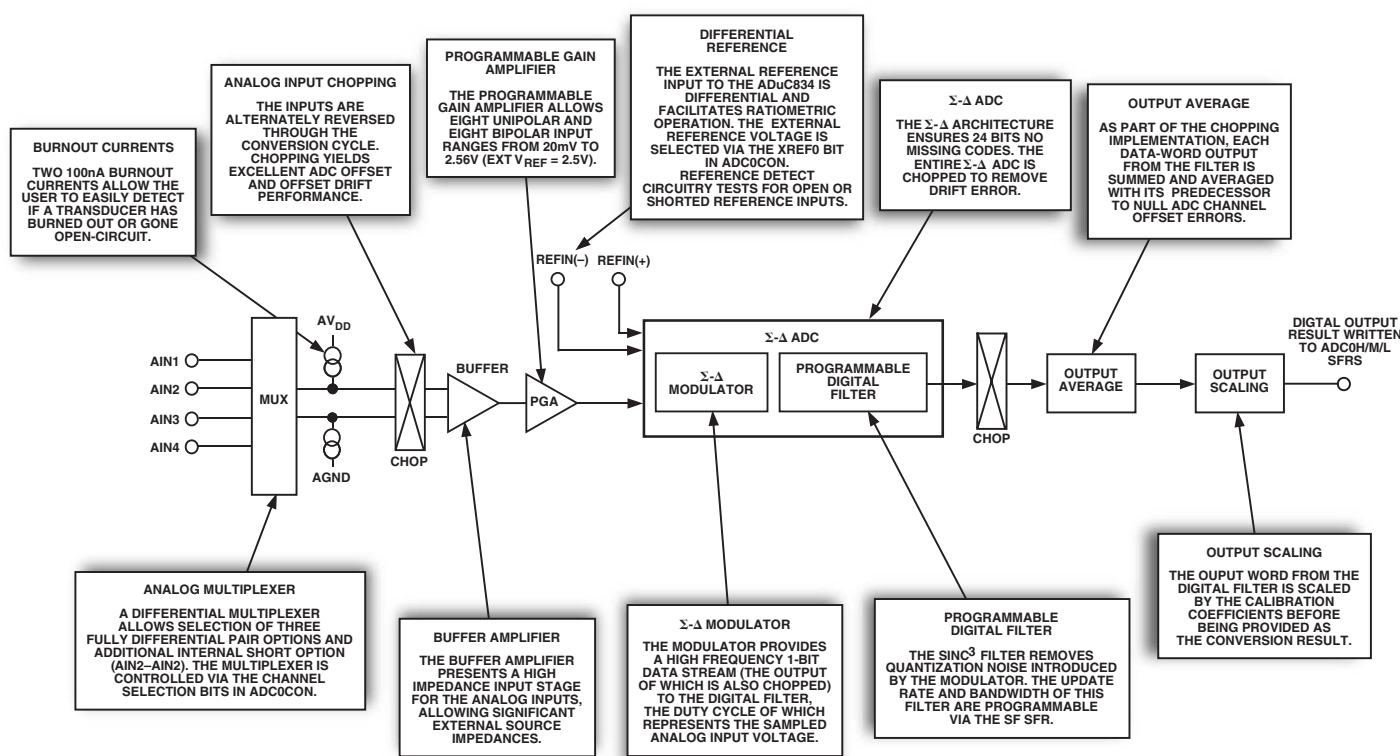 DIFFERENTIAL
REFERENCE
THE EXTERNAL REFERENCE
INPUT TO THE ADuC834 IS
DIFFERENTIAL AND
FACILITATES RATIOMETRIC
OPERATION. THE EXTERNAL
REFERENCE VOLTAGE IS
SELECTED VIA THE XREF0 BIT
IN ADC0CON.
REFERENCE DETECT
CIRCUITRY TESTS FOR OPEN OR
SHORTED REFERENCE INPUTS.
PROGRAMMABLE GAIN
AMPLIFIER
THE PROGRAMMABLE
GAIN AMPLIFIER ALLOWS
EIGHT UNIPOLAR AND
EIGHT BIPOLAR INPUT
RANGES FROM 20mV TO
2.56V (EXT VREF = 2.5V).
ANALOG INPUT CHOPPING
THE INPUTS ARE
ALTERNATELY REVERSED
THROUGH THE
CONVERSION CYCLE.
CHOPPING YIELDS
EXCELLENT ADC OFFSET
AND OFFSET DRIFT
PERFORMANCE.
Σ-Δ ADC
THE Σ-Δ ARCHITECTURE
ENSURES 24 BITS NO
MISSING CODES. THE
ENTIRE Σ-Δ ADC IS
CHOPPED TO REMOVE
DRIFT ERROR.
OUTPUT AVERAGE
AS PART OF THE CHOPPING
IMPLEMENTATION, EACH
DATA-WORD OUTPUT
FROM THE FILTER IS
SUMMED AND AVERAGED
WITH ITS PREDECESSOR
TO NULL ADC CHANNEL
OFFSET ERRORS.
BURNOUT CURRENTS
TWO 100nA BURNOUT
CURRENTS ALLOW THE
USER TO EASILY DETECT
IF A TRANSDUCER HAS
BURNED OUT OR GONE
OPEN-CIRCUIT.
REFIN(–)
REFIN(+)
AVDD
AIN1
AIN2
AIN3
AIN4
MUX
AGND
CHOP
BUFFER
PGA
Σ-Δ ADC
Σ-Δ
MODULATOR
PROGRAMMABLE
DIGITAL
FILTER
CHOP
OUTPUT
AVERAGE
OUTPUT
SCALING
DIGTAL OUTPUT
RESULT WRITTEN
TO ADC0H/M/L
SFRS
ANALOG MULTIPLEXER
A DIFFERENTIAL MULTIPLEXER
ALLOWS SELECTION OF THREE
FULLY DIFFERENTIAL PAIR OPTIONS AND
ADDITIONAL INTERNAL SHORT OPTION
(AIN2–AIN2). THE MULTIPLEXER IS
CONTROLLED VIA THE CHANNEL
SELECTION BITS IN ADC0CON.
BUFFER AMPLIFIER
THE BUFFER AMPLIFIER
PRESENTS A HIGH
IMPEDANCE INPUT STAGE
FOR THE ANALOG INPUTS,
ALLOWING SIGNIFICANT
EXTERNAL SOURCE
IMPEDANCES.
Σ-Δ MODULATOR
THE MODULATOR PROVIDES
A HIGH FREQUENCY 1-BIT
DATA STREAM (THE OUTPUT
OF WHICH IS ALSO CHOPPED)
TO THE DIGITAL FILTER,
THE DUTY CYCLE OF WHICH
REPRESENTS THE SAMPLED
ANALOG INPUT VOLTAGE.
PROGRAMMABLE
DIGITAL FILTER
THE SINC³ FILTER REMOVES
QUANTIZATION NOISE INTRODUCED
BY THE MODULATOR. THE UPDATE
RATE AND BANDWIDTH OF THIS
FILTER ARE PROGRAMMABLE
VIA THE SF SFR.
OUTPUT SCALING
THE OUPUT WORD FROM THE
DIGITAL FILTER IS SCALED
BY THE CALIBRATION
COEFFICIENTS BEFORE
BEING PROVIDED AS
THE CONVERSION RESULT.